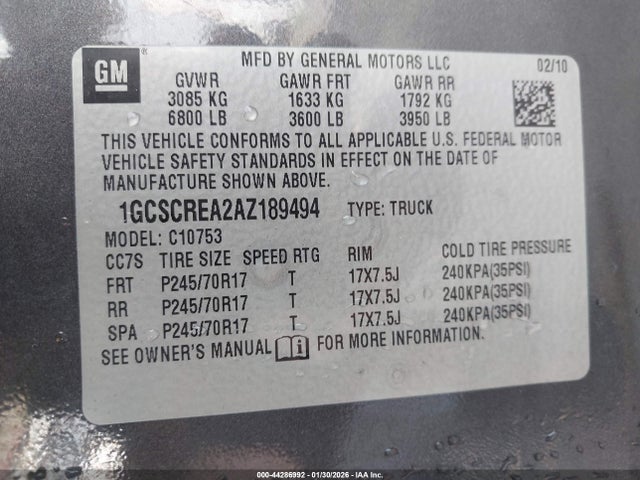 GM
MFD BY GENERAL MOTORS LLC 02/10
GVWR GAWR FRT GAWR RR
3085 KG 1633 KG 1792 KG
6800 LB 3600 LB 3950 LB
THIS VEHICLE CONFORMS TO ALL APPLICABLE U.S. FEDERAL MOTOR
VEHICLE SAFETY STANDARDS IN EFFECT ON THE DATE OF
MANUFACTURE SHOWN ABOVE.
1GCSCREA2AZ189494 TYPE: TRUCK
MODEL: C10753
CC7S TIRE SIZE SPEED RTG RIM COLD TIRE PRESSURE
FRT P245/70R17 T 17X7.5J 240KPA(35PSI)
RR P245/70R17 T 17X7.5J 240KPA(35PSI)
SPA P245/70R17 T 17X7.5J 240KPA(35PSI)
SEE OWNER'S MANUAL FOR MORE INFORMATION.
000-44286992 - 01/30/2026 - IAA Inc.